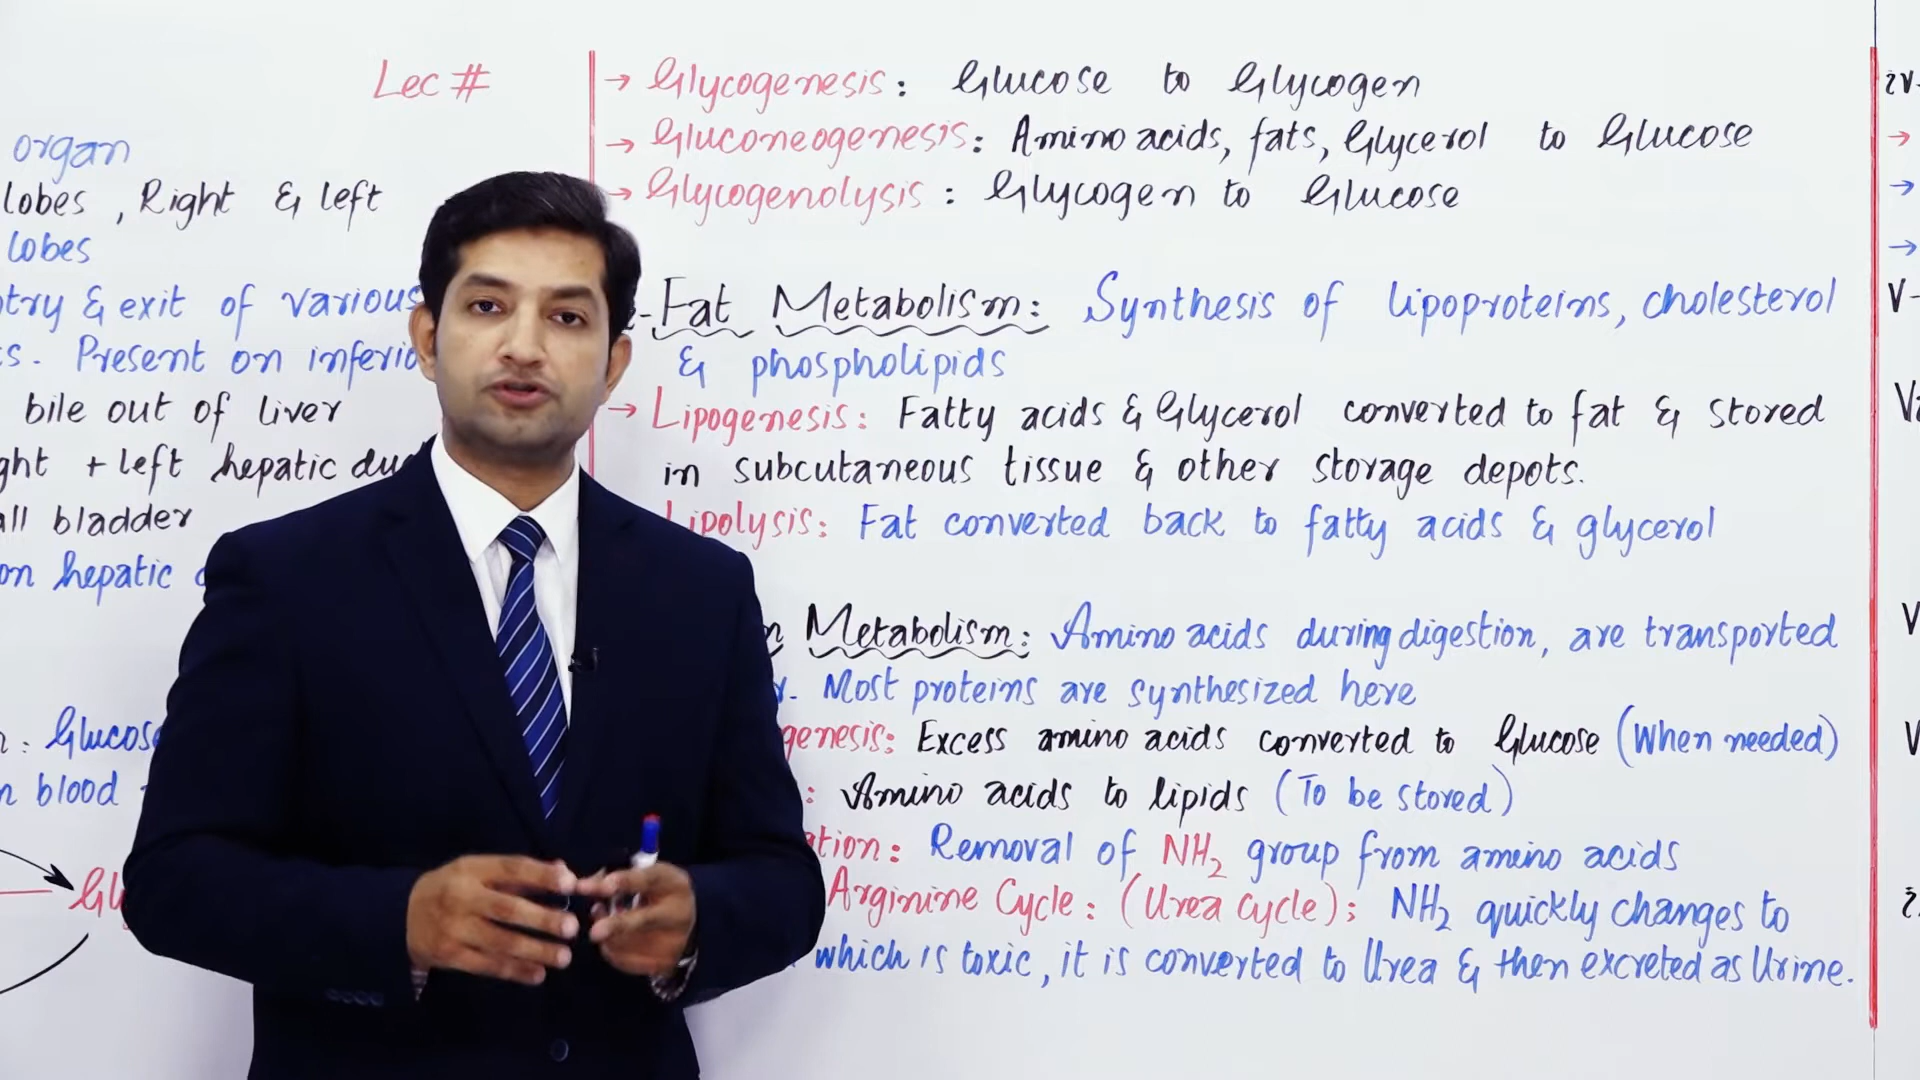 Lec #
organ
lobes , Right & left
lobes
try & exit of various
s. Present on inferio
bile out of liver
ght + left hepatic du
all bladder
on hepatic
: Glucose
n blood
→ Glycogenesis: Glucose to Glycogen
→ Gluconeogenesis: Amino acids, fats, Glycerol to Glucose
→ Glycogenolysis : Glycogen to Glucose
- Fat Metabolism: Synthesis of lipoproteins, cholesterol
& phospholipids
→ Lipogenesis: Fatty acids & Glycerol converted to fat & stored
in subcutaneous tissue & other storage depots.
Lipolysis: Fat converted back to fatty acids & glycerol
n Metabolism: Amino acids during digestion, are transported
r. Most proteins are synthesized here
genesis: Excess amino acids converted to Glucose (When needed)
: Amino acids to lipids (To be stored)
tion: Removal of NH2 group from amino acids
Arginine Cycle: (Urea cycle): NH2 quickly changes to
which is toxic, it is converted to Urea & then excreted as Urine.
iv-
→
→
→
V-
V
V